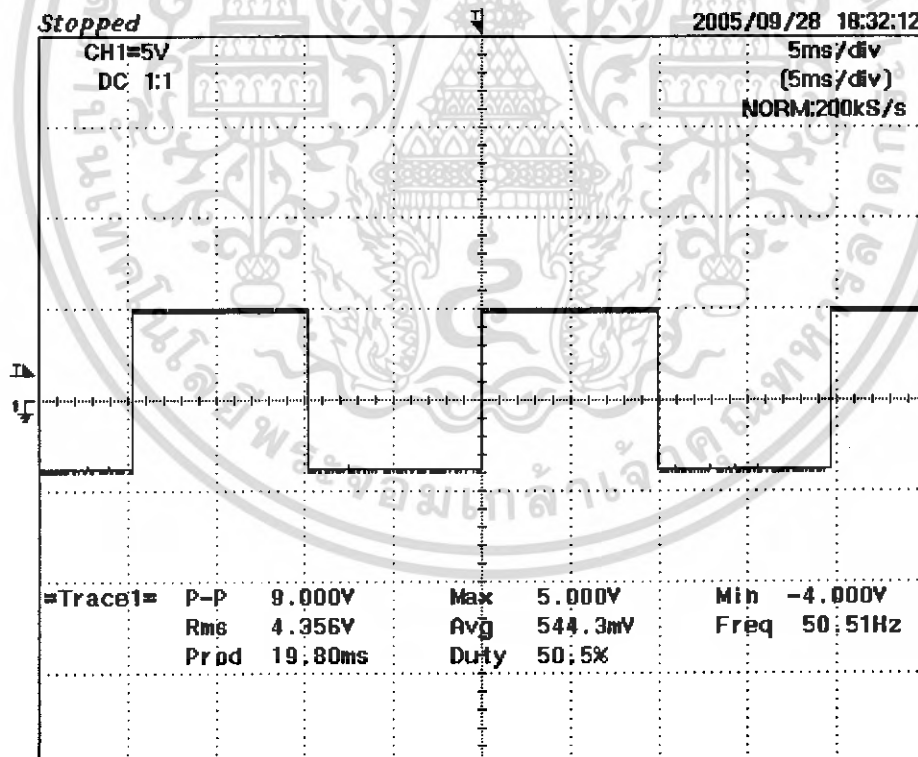 Stopped 2005/09/28 18:32:12
CH1=5V 5ms/div
DC 1:1 (5ms/div)
NORM:200kS/s
=Trace1= P-P 9.000V Max 5.000V Min -4.000V
Rms 4.356V Avg 544.3mV Freq 50.51Hz
Prod 19.80ms Duty 50.5%